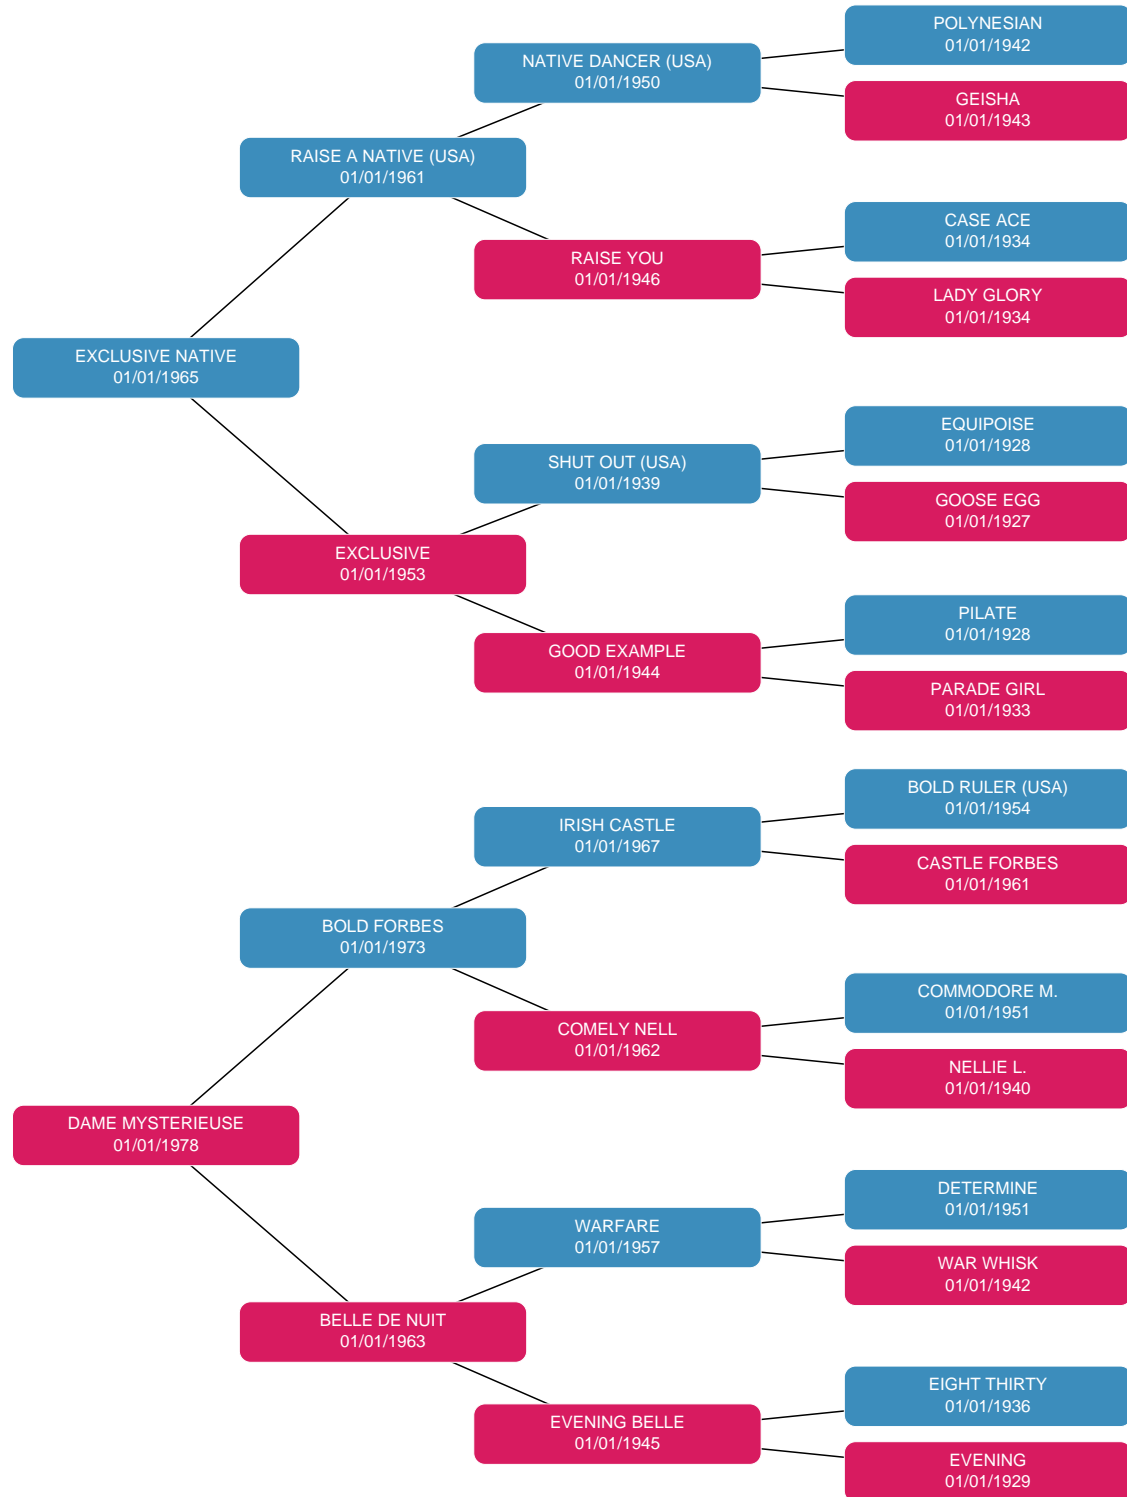 POLYNESIAN
01/01/1942
NATIVE DANCER (USA)
01/01/1950
GEISHA
01/01/1943
RAISE A NATIVE (USA)
01/01/1961
CASE ACE
01/01/1934
RAISE YOU
01/01/1946
LADY GLORY
01/01/1934
EXCLUSIVE NATIVE
01/01/1965
EQUIPOISE
01/01/1928
SHUT OUT (USA)
01/01/1939
GOOSE EGG
01/01/1927
EXCLUSIVE
01/01/1953
PILATE
01/01/1928
GOOD EXAMPLE
01/01/1944
PARADE GIRL
01/01/1933
BOLD RULER (USA)
01/01/1954
IRISH CASTLE
01/01/1967
CASTLE FORBES
01/01/1961
BOLD FORBES
01/01/1973
COMMODORE M.
01/01/1951
COMELY NELL
01/01/1962
NELLIE L.
01/01/1940
DAME MYSTERIEUSE
01/01/1978
DETERMINE
01/01/1951
WARFARE
01/01/1957
WAR WHISK
01/01/1942
BELLE DE NUIT
01/01/1963
EIGHT THIRTY
01/01/1936
EVENING BELLE
01/01/1945
EVENING
01/01/1929